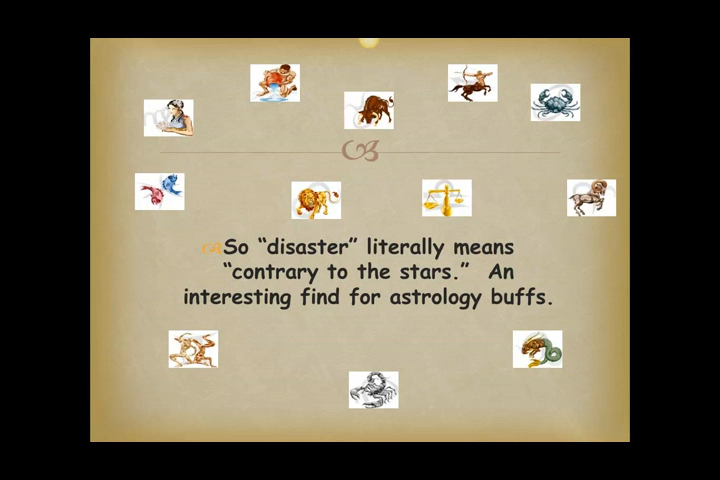 So “disaster” literally means
“contrary to the stars.”  An
interesting find for astrology buffs.